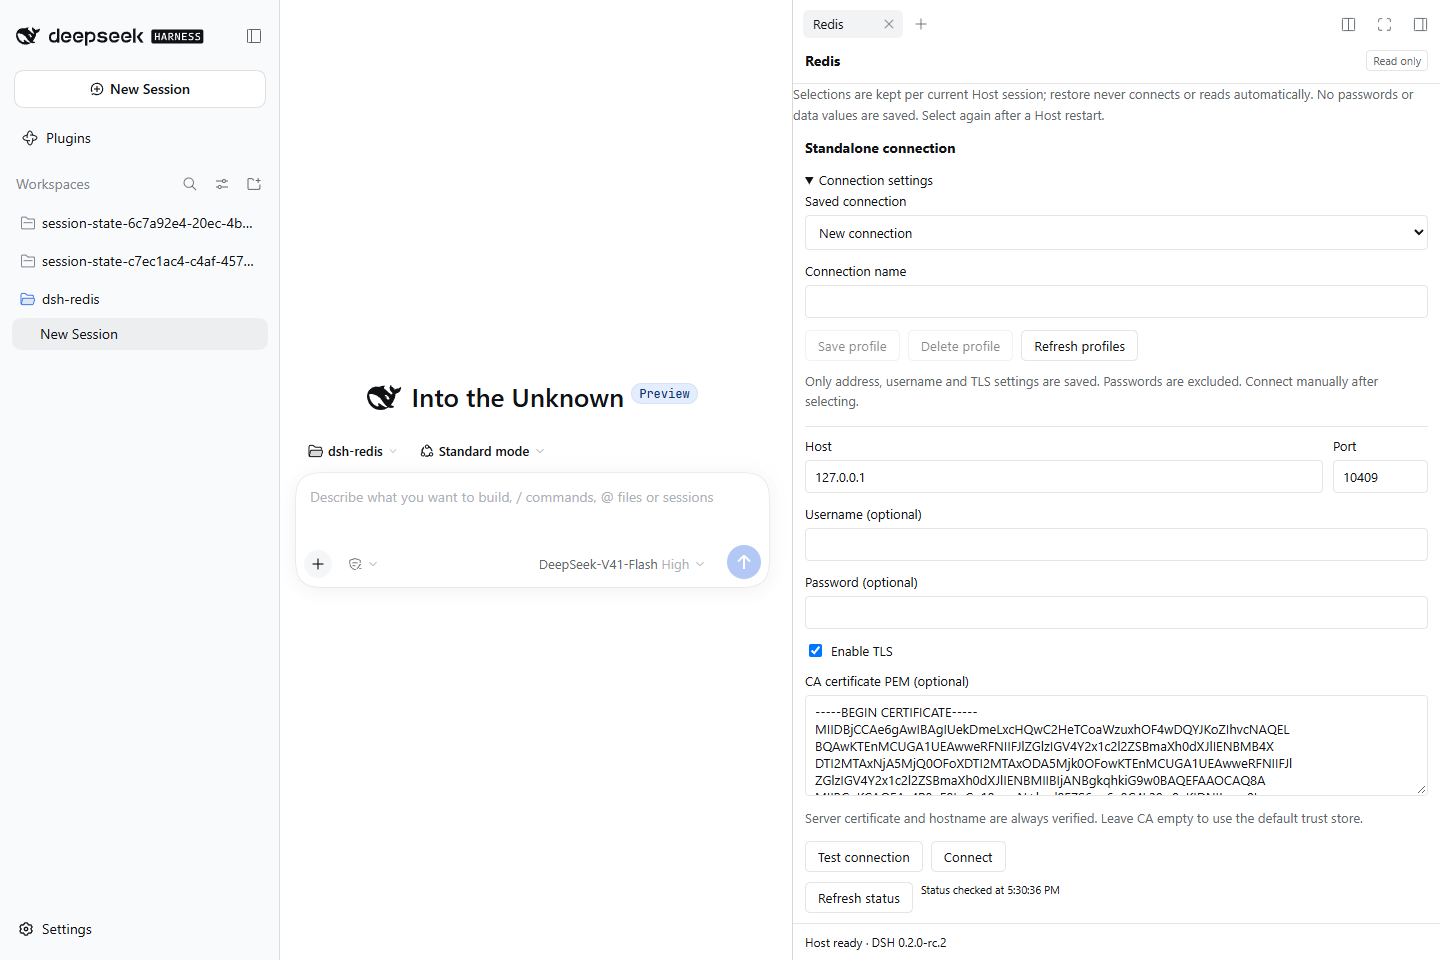 deepseek HARNESS
New Session
Plugins
Workspaces
session-state-6c7a92e4-20ec-4b...
session-state-c7ec1ac4-c4af-457...
dsh-redis
New Session
Settings
Into the Unknown Preview
dsh-redis Standard mode
Describe what you want to build, / commands, @ files or sessions
DeepSeek-V41-Flash High
Redis
Redis
Read only
Selections are kept per current Host session; restore never connects or reads automatically. No passwords or
data values are saved. Select again after a Host restart.
Standalone connection
Connection settings
Saved connection
New connection
Connection name
Save profile Delete profile Refresh profiles
Only address, username and TLS settings are saved. Passwords are excluded. Connect manually after
selecting.
Host Port
127.0.0.1 10409
Username (optional)
Password (optional)
Enable TLS
CA certificate PEM (optional)
-----BEGIN CERTIFICATE-----
MIIDBjCCAe6gAwIBAgIUekDmeLxcHQwC2HeTCoaWzuxhOF4wDQYJKoZIhvcNAQEL
BQAwKTEnMCUGA1UEAwweRFNIIFJlZGlzIGV4Y2x1c2l2ZSBmaXh0dXJlIENBMB4X
DTI2MTAxNjA5MjQ0OFoXDTI2MTAxODA5Mjk0OFowKTEnMCUGA1UEAwweRFNIIFJl
ZGlzIGV4Y2x1c2l2ZSBmaXh0dXJlIENBMIIBIjANBgkqhkiG9w0BAQEFAAOCAQ8A
Server certificate and hostname are always verified. Leave CA empty to use the default trust store.
Test connection Connect
Refresh status Status checked at 5:30:36 PM
Host ready · DSH 0.2.0-rc.2